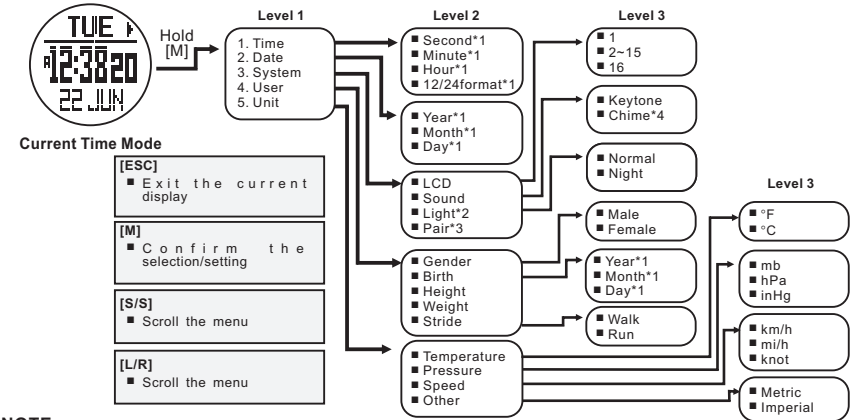 TUE
A 12:38 20
22 JUN
Current Time Mode
Hold
[M]
Level 1
1. Time
2. Date
3. System
4. User
5. Unit
Level 2
■ Second*1
■ Minute*1
■ Hour*1
■ 12/24format*1
■ Year*1
■ Month*1
■ Day*1
■ LCD
■ Sound
■ Light*2
■ Pair*3
■ Gender
■ Birth
■ Height
■ Weight
■ Stride
■ Temperature
■ Pressure
■ Speed
■ Other
Level 3
■ 1
■ 2~15
■ 16
■ Keytone
■ Chime*4
■ Normal
■ Night
■ Male
■ Female
■ Year*1
■ Month*1
■ Day*1
■ Walk
■ Run
Level 3
■ °F
■ °C
■ mb
■ hPa
■ inHg
■ km/h
■ mi/h
■ knot
■ Metric
■ Imperial
[ESC]
■ Exit the current
display
[M]
■ Confirm the
selection/setting
[S/S]
■ Scroll the menu
[L/R]
■ Scroll the menu